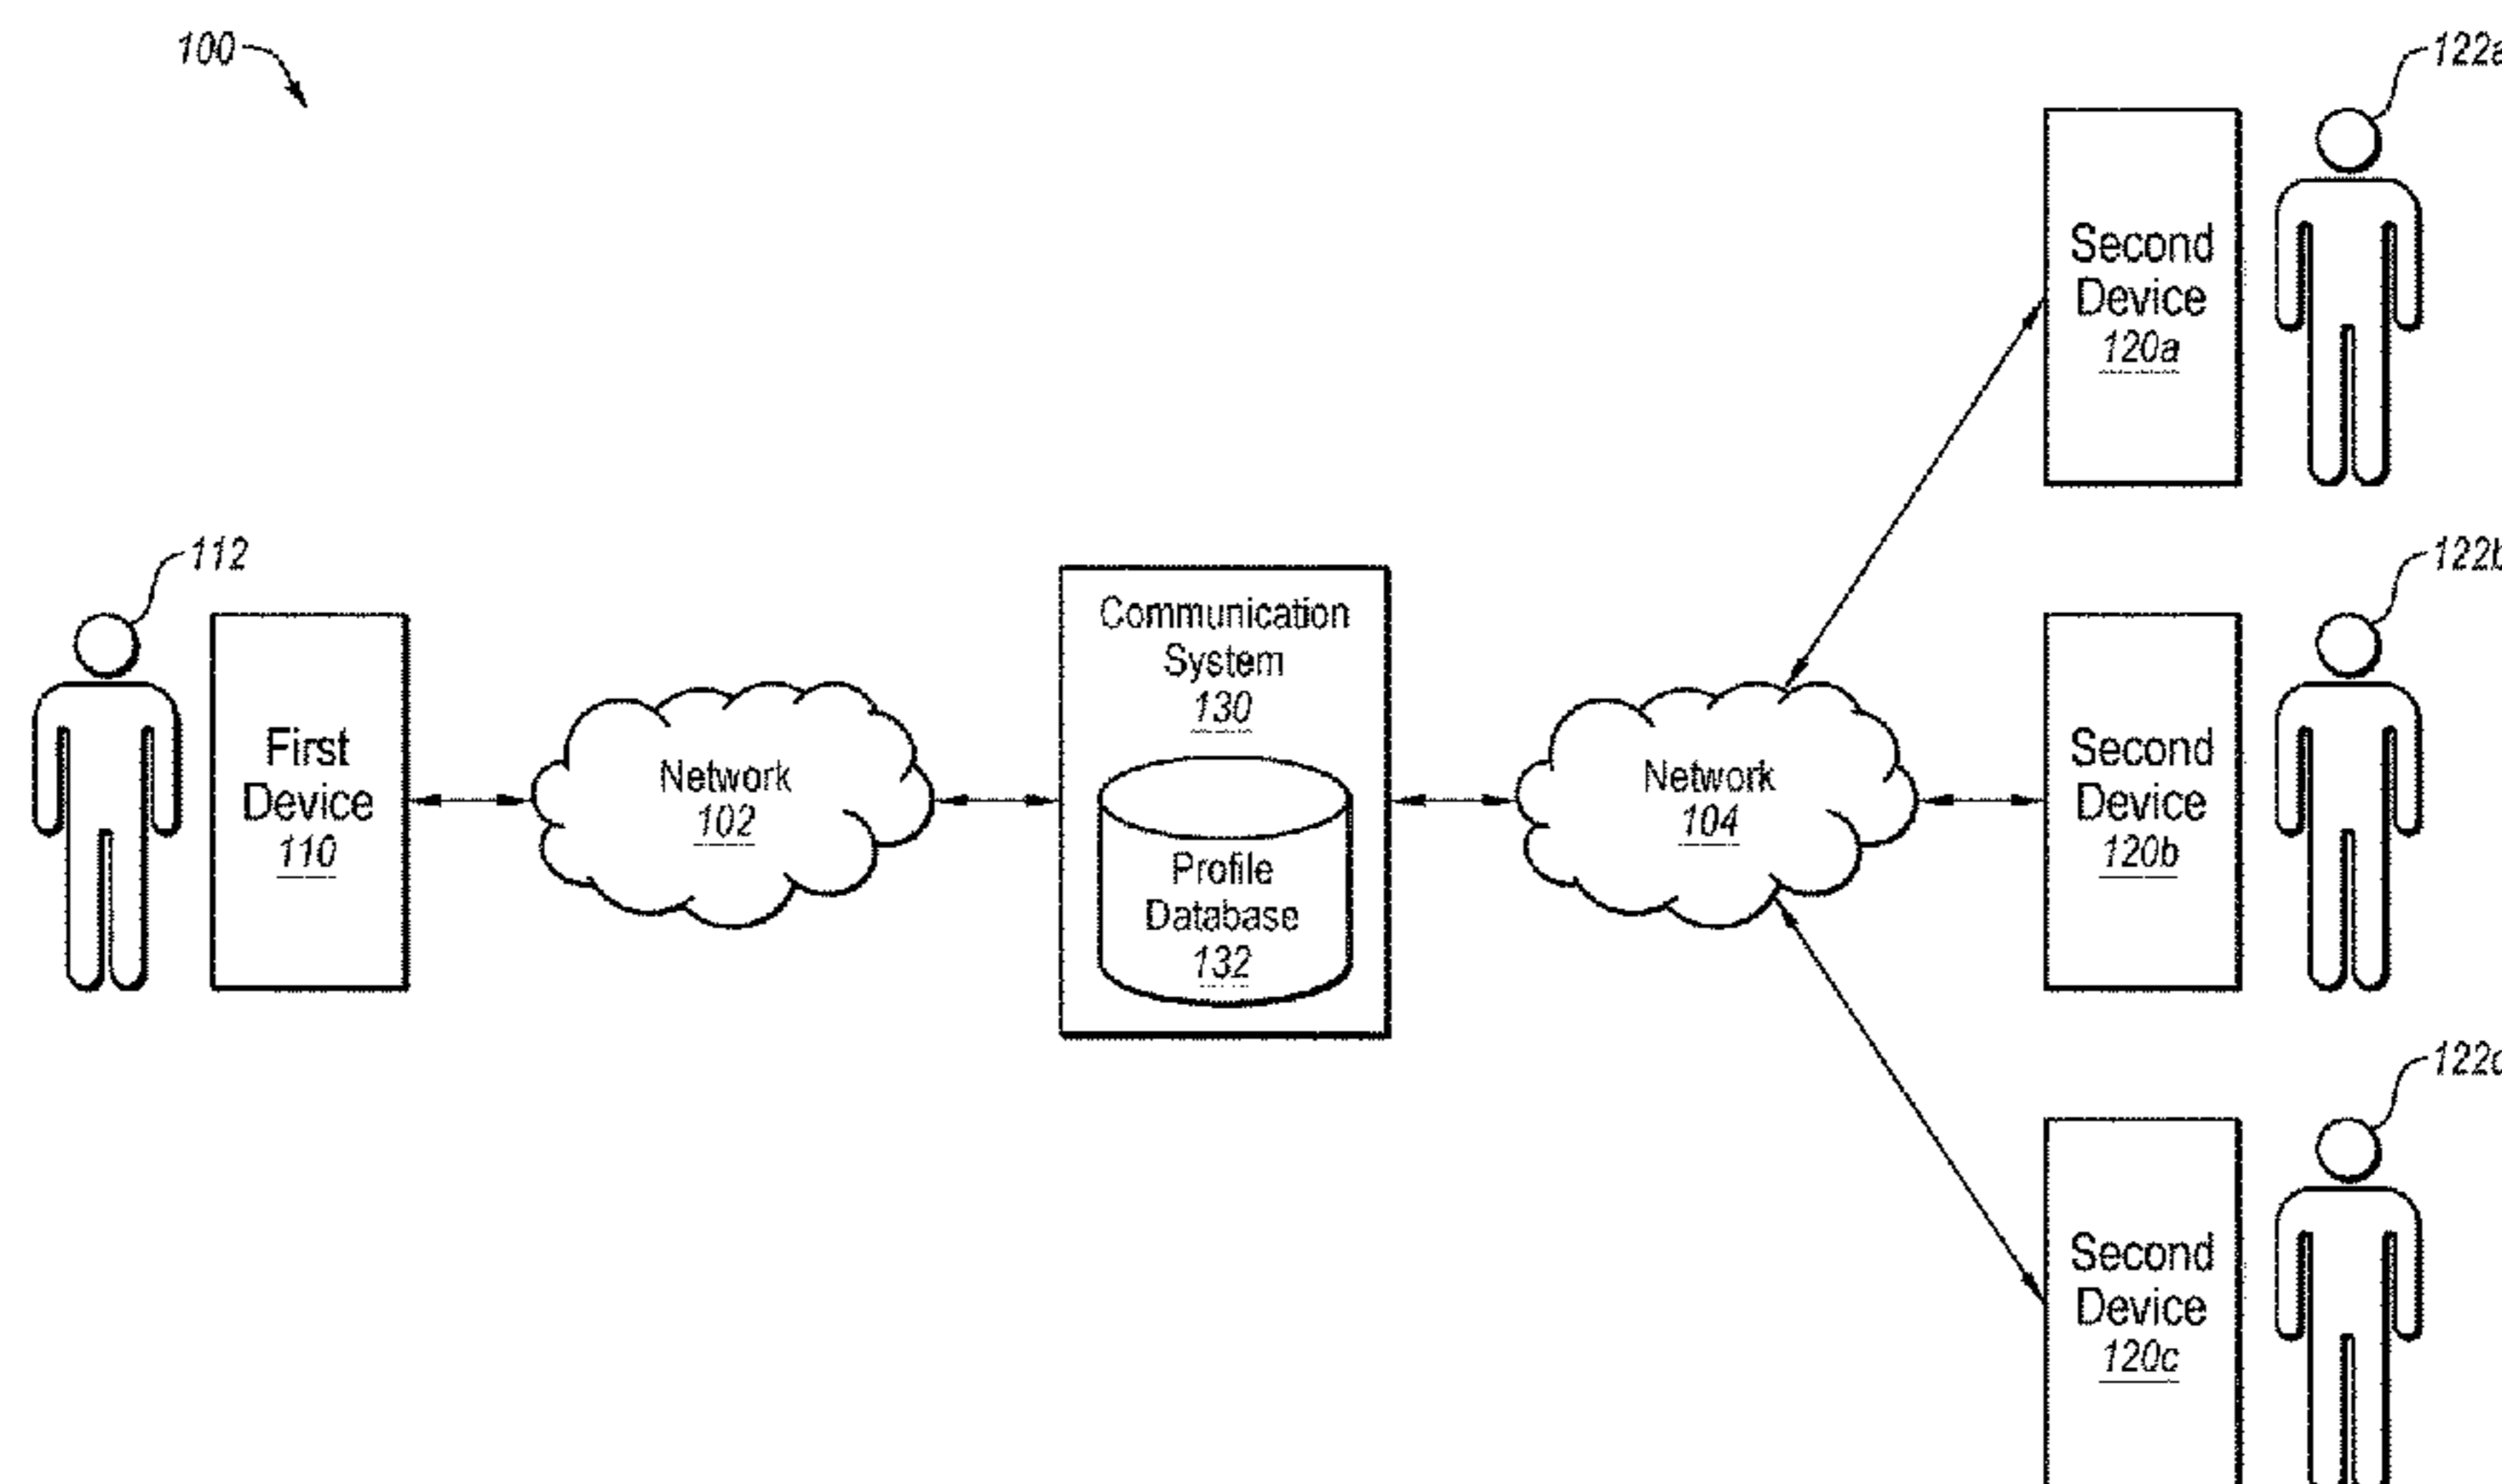 100
122a
Second
Device
120a
112
122b
Communication
System
130
First
Device
110
Network
102
Profile
Database
132
Network
104
Second
Device
120b
Second
Device
120c